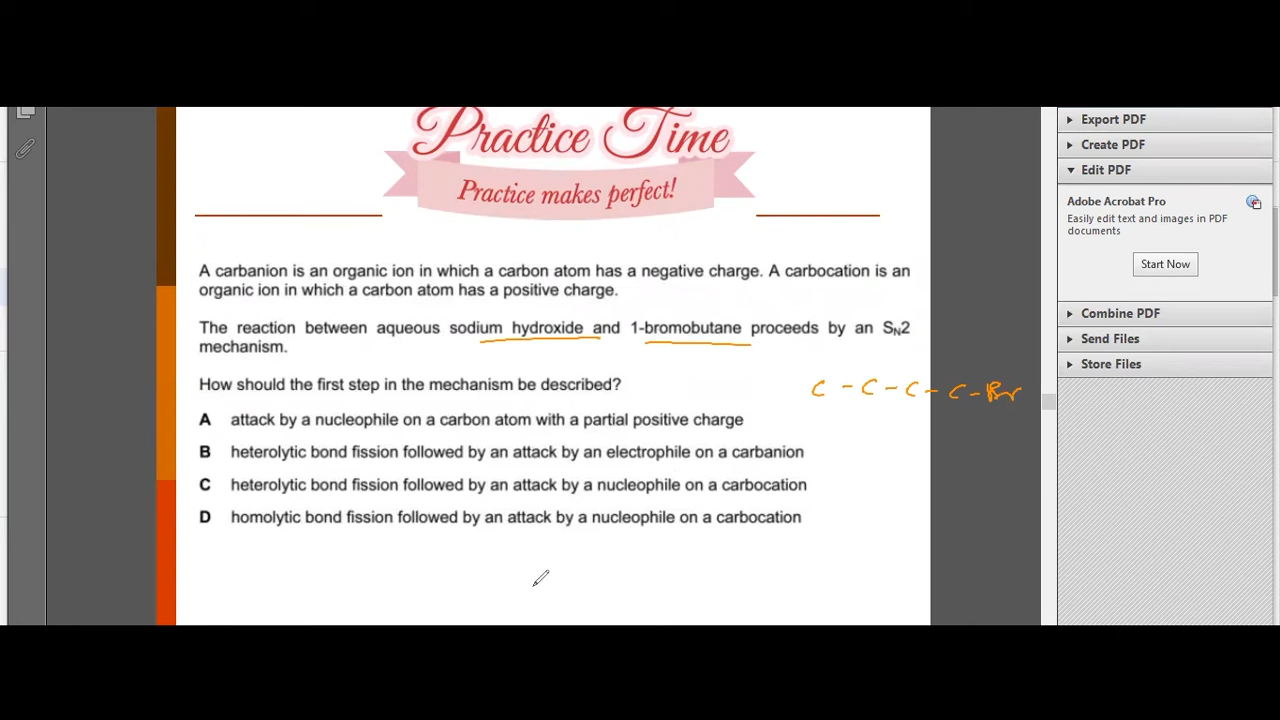 Practice Time
Practice makes perfect!
Export PDF
Create PDF
Edit PDF
Adobe Acrobat Pro
Easily edit text and images in PDF
documents
Start Now
Combine PDF
Send Files
Store Files
A carbanion is an organic ion in which a carbon atom has a negative charge. A carbocation is an
organic ion in which a carbon atom has a positive charge.
The reaction between aqueous sodium hydroxide and 1-bromobutane proceeds by an SN2
mechanism.
How should the first step in the mechanism be described?
C - C - C - C - Br
A attack by a nucleophile on a carbon atom with a partial positive charge
B heterolytic bond fission followed by an attack by an electrophile on a carbanion
C heterolytic bond fission followed by an attack by a nucleophile on a carbocation
D homolytic bond fission followed by an attack by a nucleophile on a carbocation